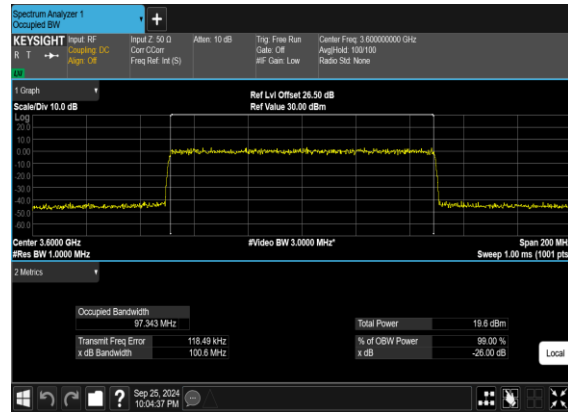 Spectrum Analyzer 1
Occupied BW
+
KEYSIGHT Input: RF Input Z: 50 Ω Atten: 10 dB Trig: Free Run Center Freq: 3.600000000 GHz
R T Coupling: DC Corr CCorr Gate: Off Avg|Hold: 100/100
Align: Off Freq Ref: Int (S) #IF Gain: Low Radio Std: None
1 Graph
Ref Lvl Offset 26.50 dB
Scale/Div 10.0 dB Ref Value 30.00 dBm
Log
20.0
10.0
0.00
-10.0
-20.0
-30.0
-40.0
-50.0
-60.0
Center 3.6000 GHz #Video BW 3.0000 MHz* Span 200 MH
#Res BW 1.0000 MHz Sweep 1.00 ms (1001 pts
2 Metrics
Occupied Bandwidth
97.343 MHz Total Power 19.6 dBm
Transmit Freq Error 118.49 kHz % of OBW Power 99.00 %
x dB Bandwidth 100.6 MHz x dB -26.00 dB
Local
? Sep 25, 2024
10:04:37 PM